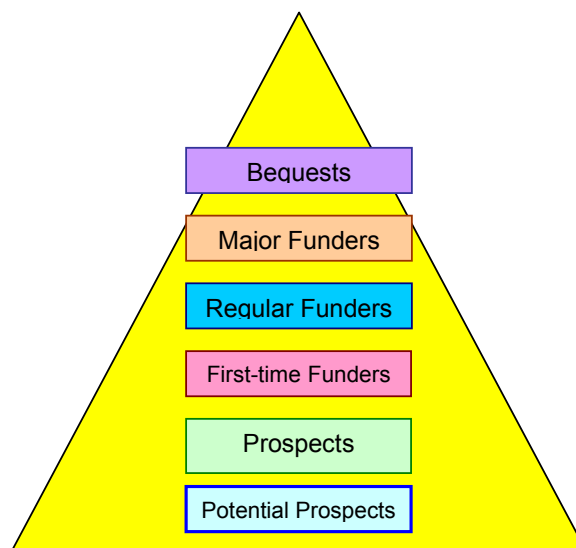 Bequests
Major Funders
Regular Funders
First-time Funders
Prospects
Potential Prospects